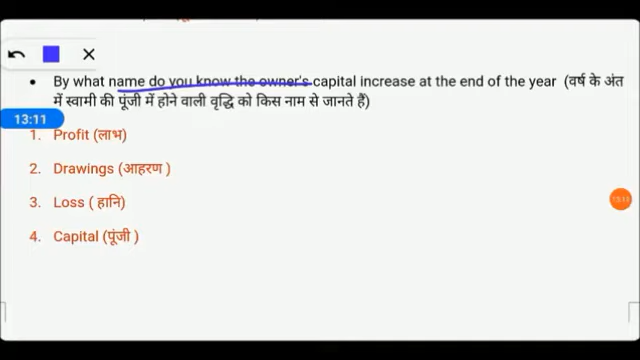 • By what name do you know the owner's capital increase at the end of the year (वर्ष के अंत
में स्वामी की पूंजी में होने वाली वृद्धि को किस नाम से जानते हैं)
13:11
1. Profit (लाभ)
2. Drawings (आहरण )
3. Loss ( हानि)
4. Capital (पूंजी )